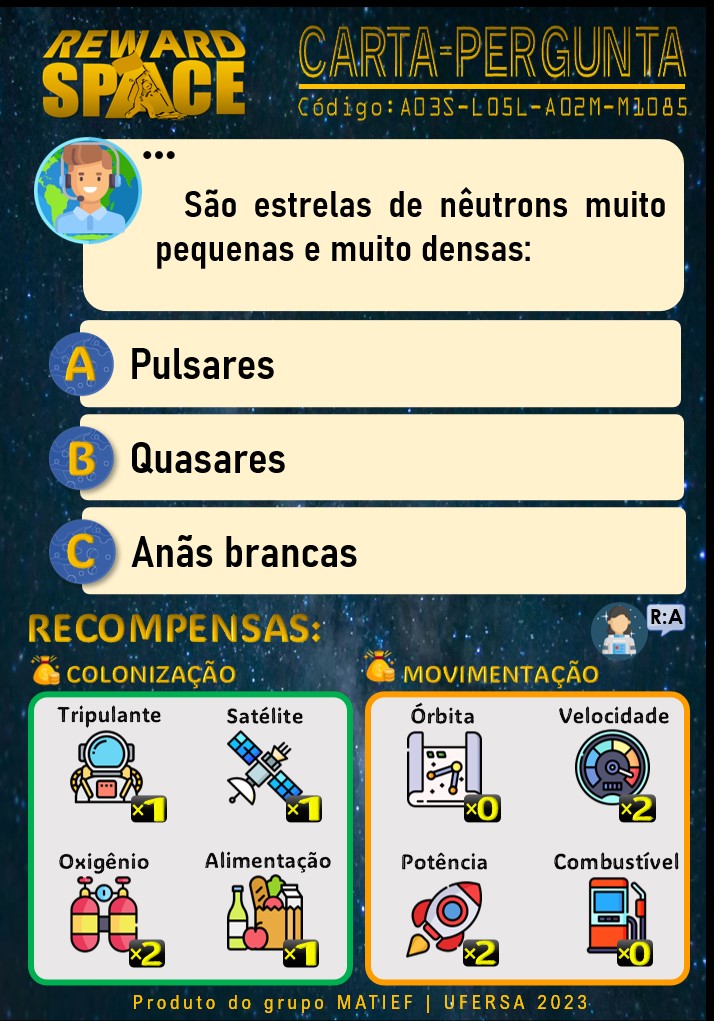 REWARD
SPACE
CARTA-PERGUNTA
Código:A03S-L05L-A02M-M1085
...
São estrelas de nêutrons muito
pequenas e muito densas:
A Pulsares
B Quasares
C Anãs brancas
RECOMPENSAS:
R:A
COLONIZAÇÃO
MOVIMENTAÇÃO
Tripulante
Satélite
Órbita
Velocidade
×1
×1
×0
×2
Oxigênio
Alimentação
Potência
Combustível
×2
×1
×2
×0
Produto do grupo MATIEF | UFERSA 2023